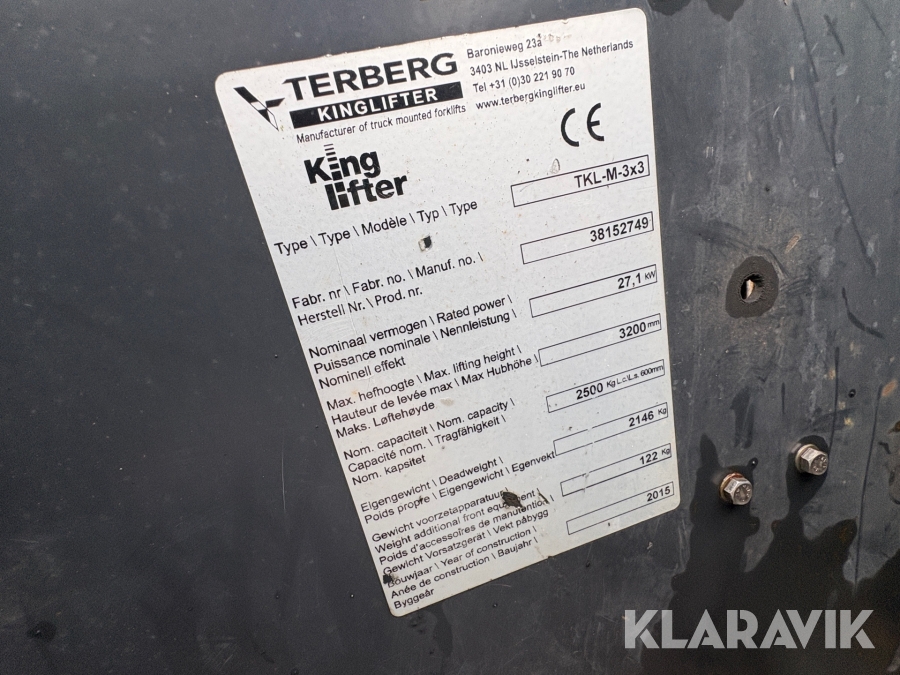 TERBERG
KINGLIFTER
Manufacturer of truck mounted forklifts
Baronieweg 23a
3403 NL IJsselstein-The Netherlands
Tel +31 (0)30 221 90 70
www.terbergkinglifter.eu
CE
King
lifter
Type \ Type \ Modèle \ Typ \ Type
TKL-M-3x3
Fabr. nr \ Fabr. no. \ Manuf. no. \
Herstell Nr. \ Prod. nr.
38152749
Nominaal vermogen \ Rated power \
Puissance nominale \ Nennleistung \
Nominell effekt
27,1 kW
Max. hefhoogte \ Max. lifting height \
Hauteur de levée max \ Max Hubhöhe \
Maks. Løftehøyde
3200 mm
Nom. capaciteit \ Nom. capacity \
Capacité nom. \ Tragfähigkeit \
Nom. kapsitet
2500 Kg L.c/L.s. 600mm
Eigengewicht \ Deadweight \
Poids propre \ Eigengewicht \ Egenvekt
2146 Kg
Gewicht voorzetapparatuur
Weight additional front equipment \
Poids d'accessoires de manutention \
Gewicht Vorsatzgerät \ Vekt påbygg
122 Kg
Bouwjaar \ Year of construction \
Anée de construction \ Baujahr \
Byggeår
2015
KLARAVIK